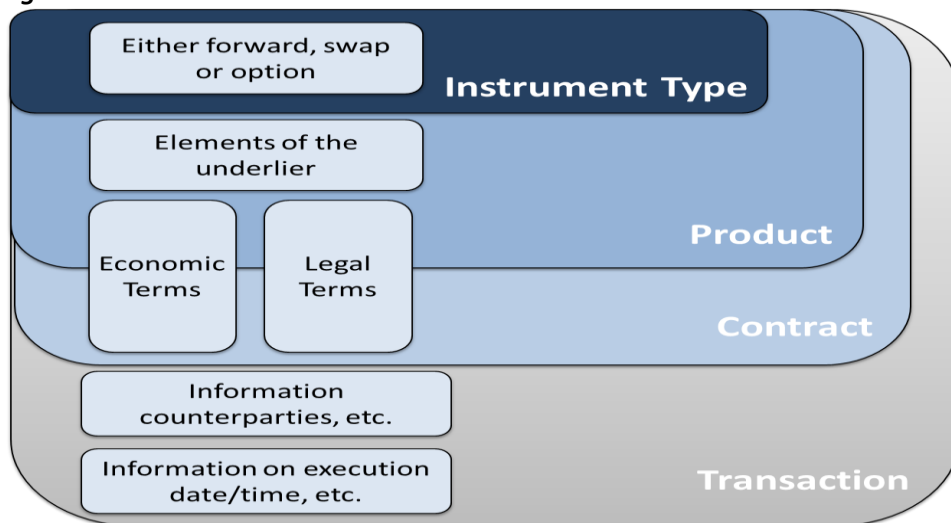 Either forward, swap
or option
Instrument Type
Elements of the
underlier
Product
Economic
Terms
Legal
Terms
Contract
Information
counterparties, etc.
Information on execution
date/time, etc.
Transaction